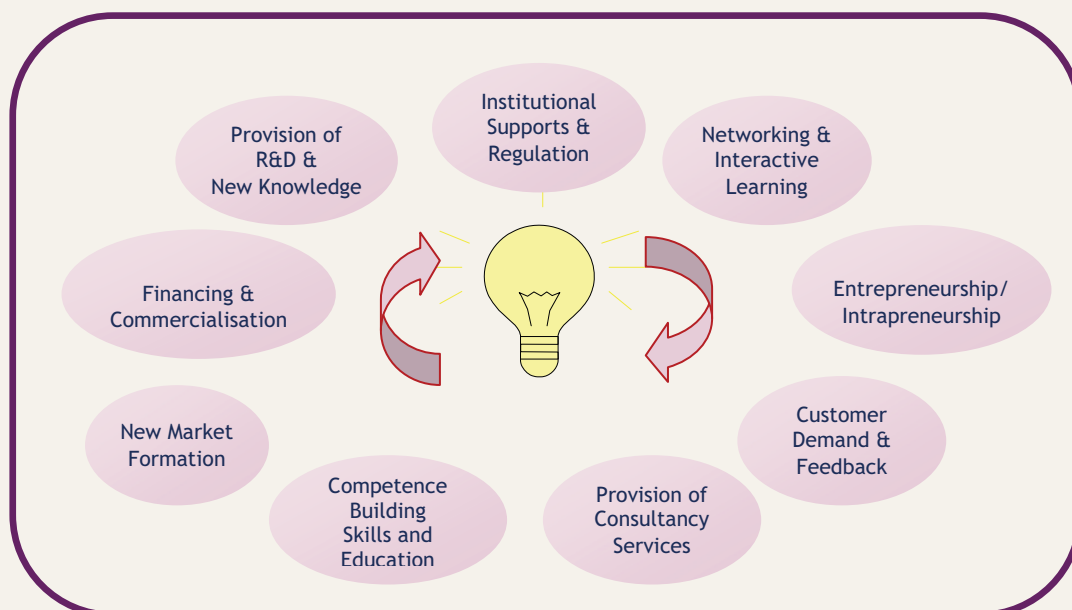 Institutional
Supports &
Regulation
Provision of
R&D &
New Knowledge
Networking &
Interactive
Learning
Financing &
Commercialisation
Entrepreneurship/
Intrapreneurship
New Market
Formation
Customer
Demand &
Feedback
Competence
Building
Skills and
Education
Provision of
Consultancy
Services